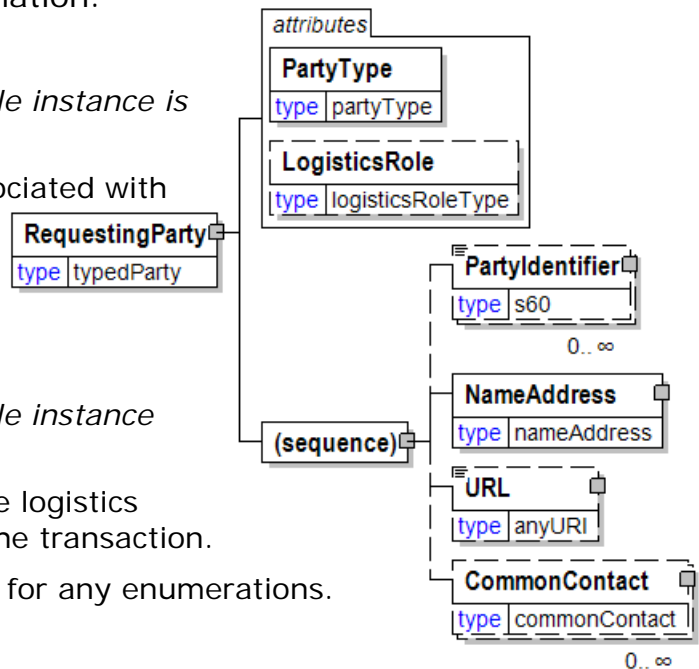 nation.
le instance is
ociated with
le instance
e logistics
ne transaction.
for any enumerations.
attributes
PartyType
type partyType
LogisticsRole
type logisticsRoleType
RequestingParty
type typedParty
(sequence)
PartyIdentifier
type s60
0.. ∞
NameAddress
type nameAddress
URL
type anyURI
CommonContact
type commonContact
0.. ∞